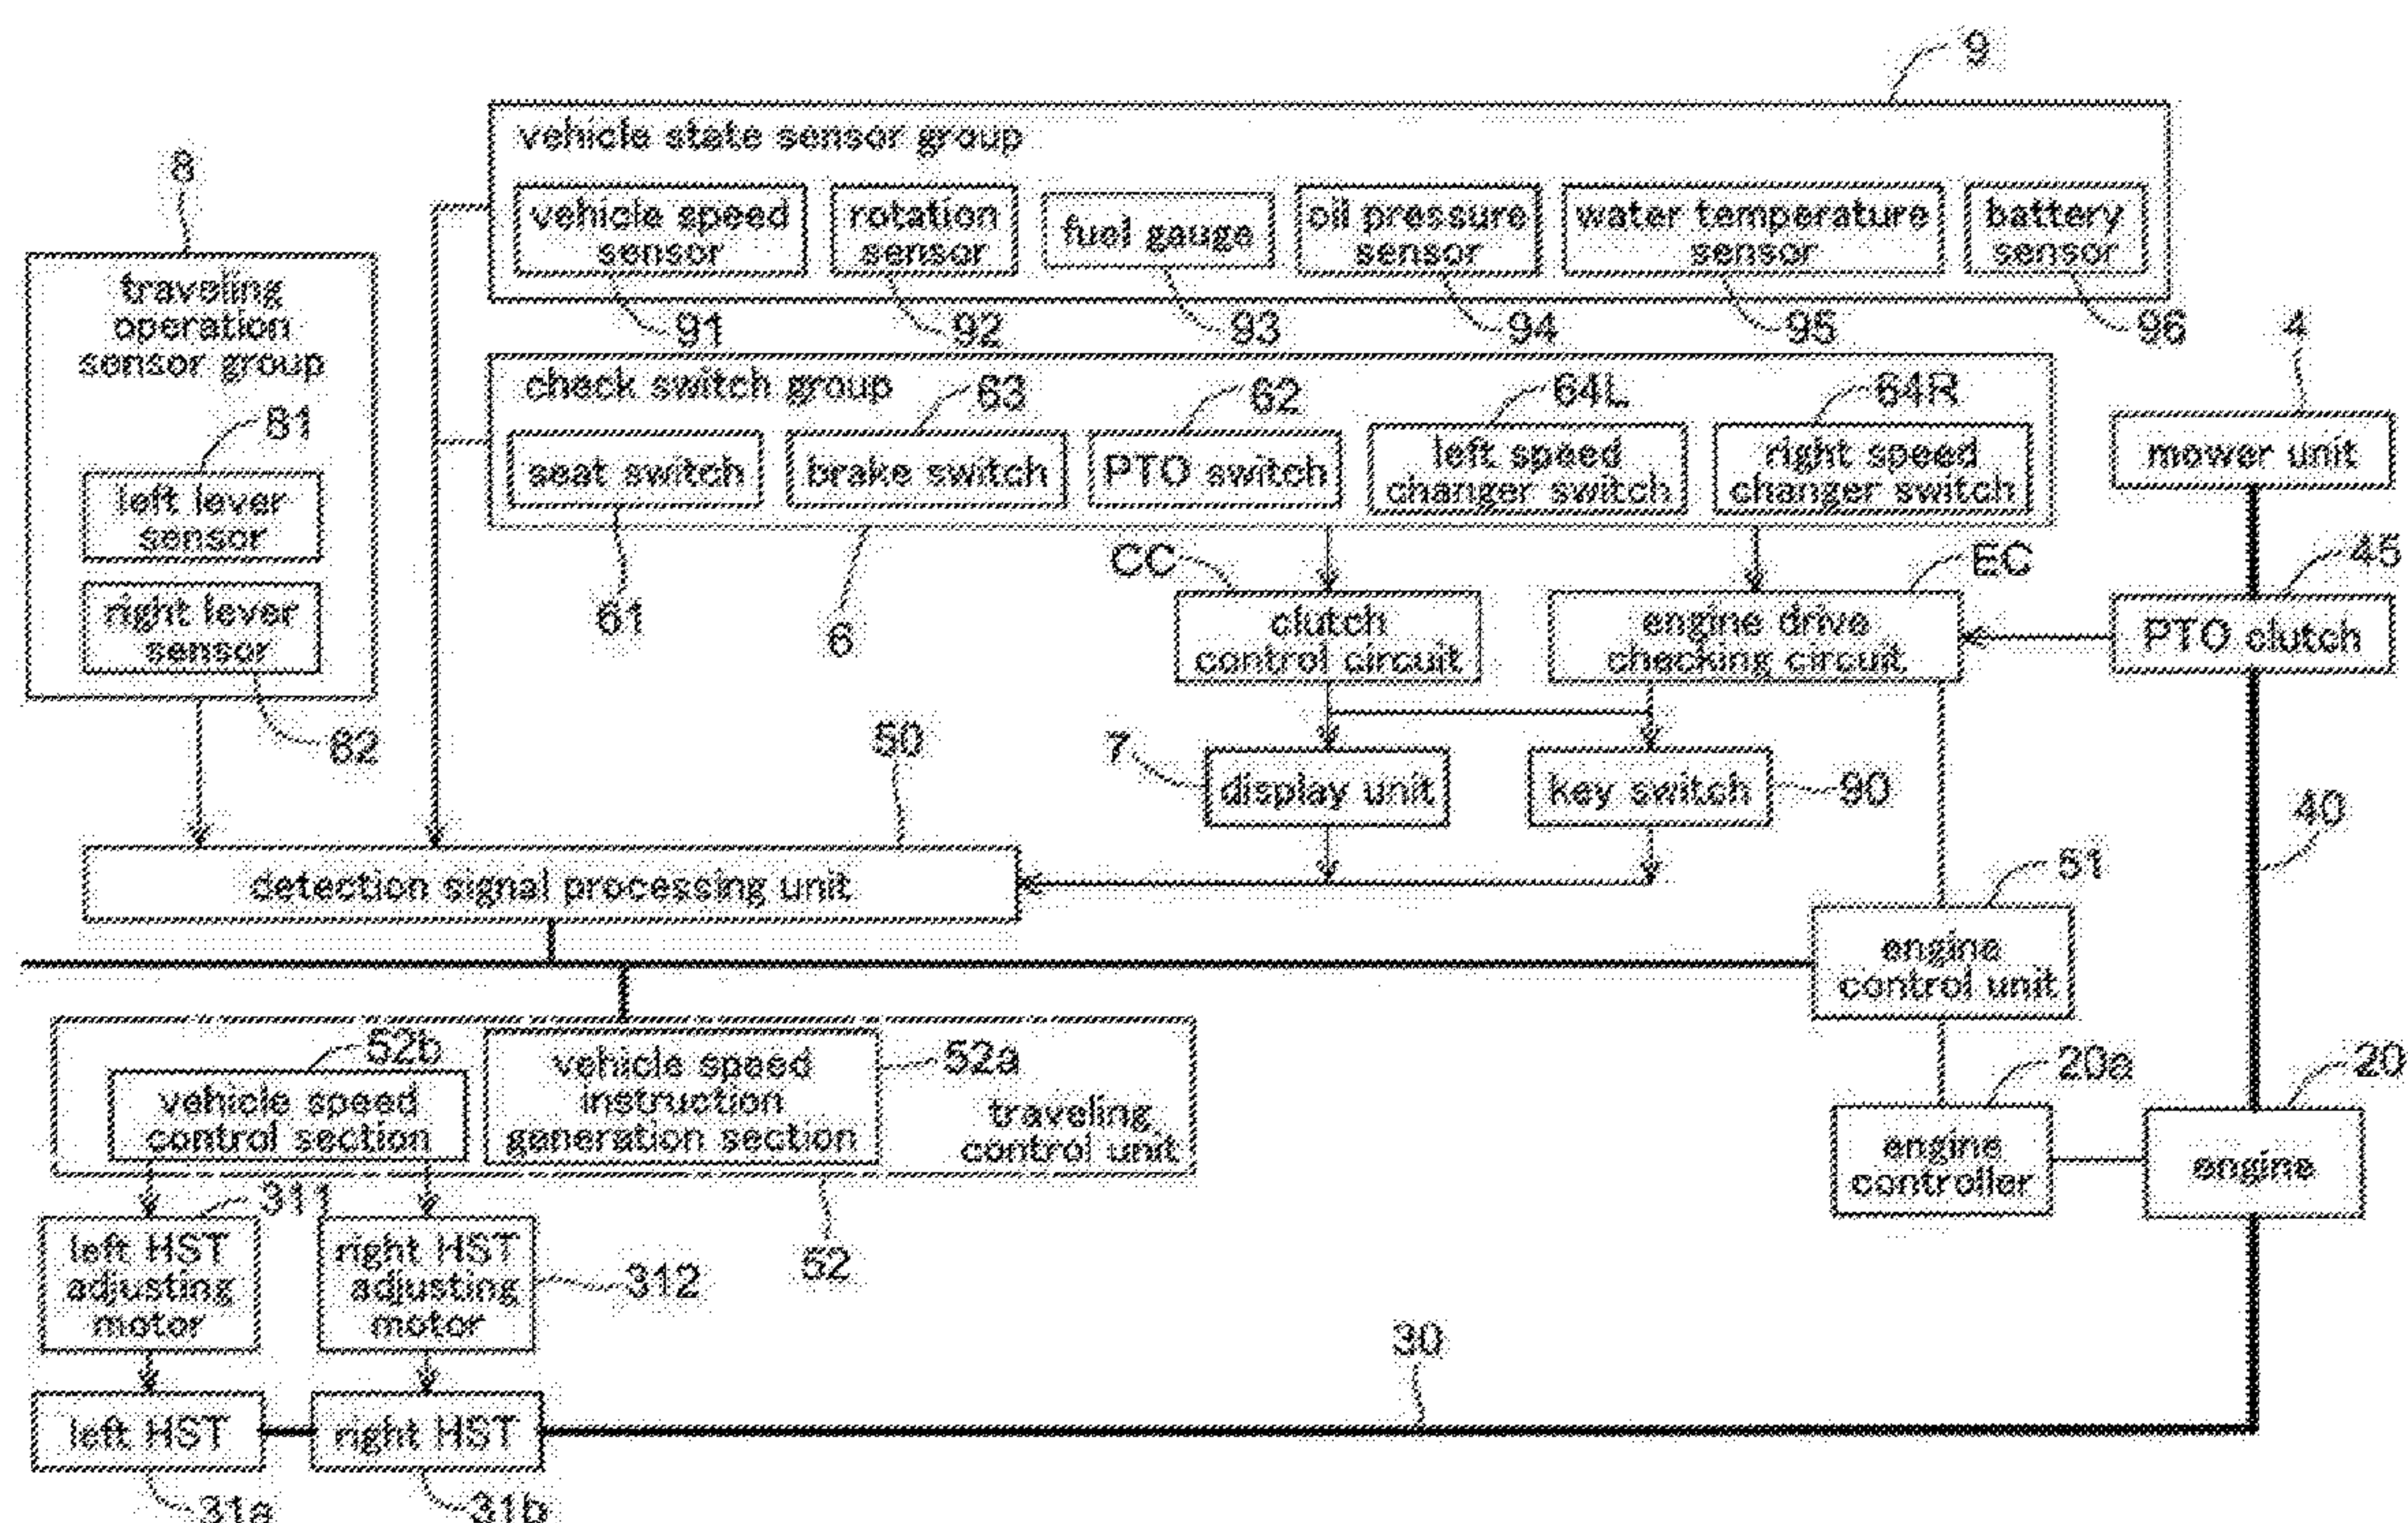 9
vehicle state sensor group
8
vehicle speed
sensor
rotation
sensor
fuel gauge
oil pressure
sensor
water temperature
sensor
battery
sensor
traveling
operation
sensor group
91
92
93
94
95
96
4
check switch group
63
62
64L
64R
81
seat switch
brake switch
PTO switch
left speed
changer switch
right speed
changer switch
mower unit
left lever
sensor
CC
EC
45
right lever
sensor
61
6
clutch
control circuit
engine drive
checking circuit
PTO clutch
82
50
7
display unit
key switch
90
40
detection signal processing unit
51
engine
control unit
52b
vehicle speed
control section
vehicle speed
instruction
generation section
52a
traveling
control unit
20a
20
engine
controller
engine
311
left HST
adjusting
motor
right HST
adjusting
motor
312
52
30
left HST
right HST
31a
31b